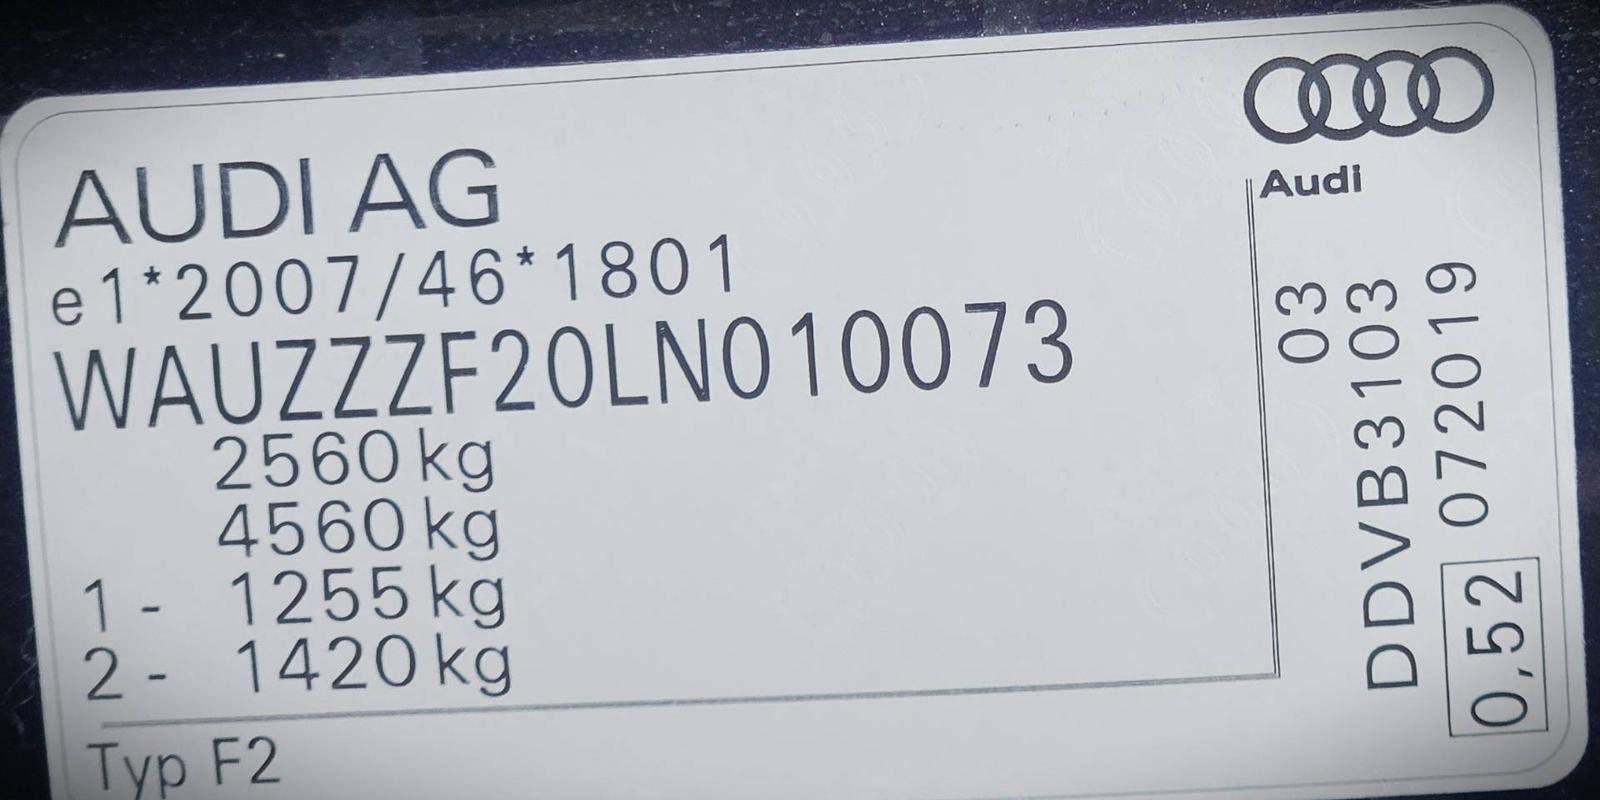 AUDI AG
e1*2007/46*1801
WAUZZZF20LN010073
2560 kg
4560 kg
1 - 1255 kg
2 - 1420 kg
Typ F2
Audi
03
DDVB3103
0,52 072019